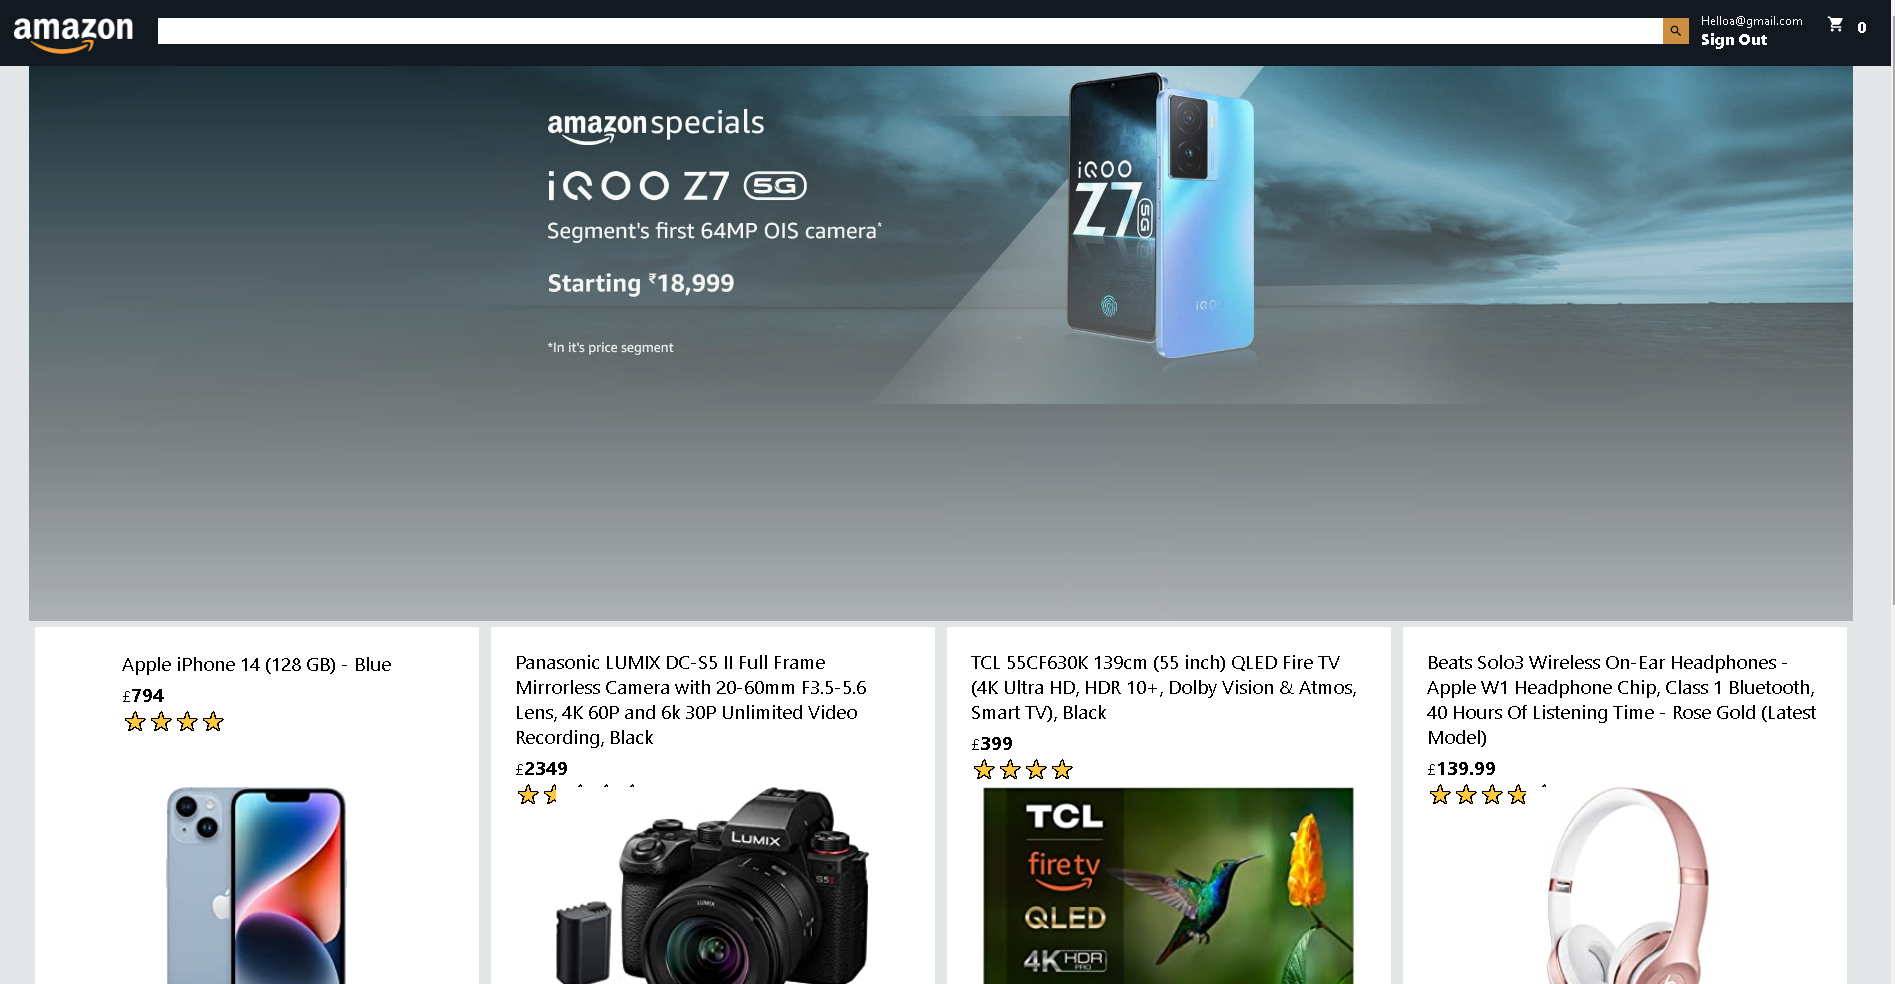 amazon
Helloa@gmail.com
Sign Out
0
amazon specials
iQOO Z7 5G
Segment's first 64MP OIS camera*
Starting ₹18,999
*In it's price segment
iQOO
Z7 5G
iQOO
Apple iPhone 14 (128 GB) - Blue
£794
Panasonic LUMIX DC-S5 II Full Frame
Mirrorless Camera with 20-60mm F3.5-5.6
Lens, 4K 60P and 6k 30P Unlimited Video
Recording, Black
£2349
LUMIX
S5II
LUMIX
TCL 55CF630K 139cm (55 inch) QLED Fire TV
(4K Ultra HD, HDR 10+, Dolby Vision & Atmos,
Smart TV), Black
£399
TCL
fire tv
QLED
4K HDR
PRO
Beats Solo3 Wireless On-Ear Headphones -
Apple W1 Headphone Chip, Class 1 Bluetooth,
40 Hours Of Listening Time - Rose Gold (Latest
Model)
£139.99